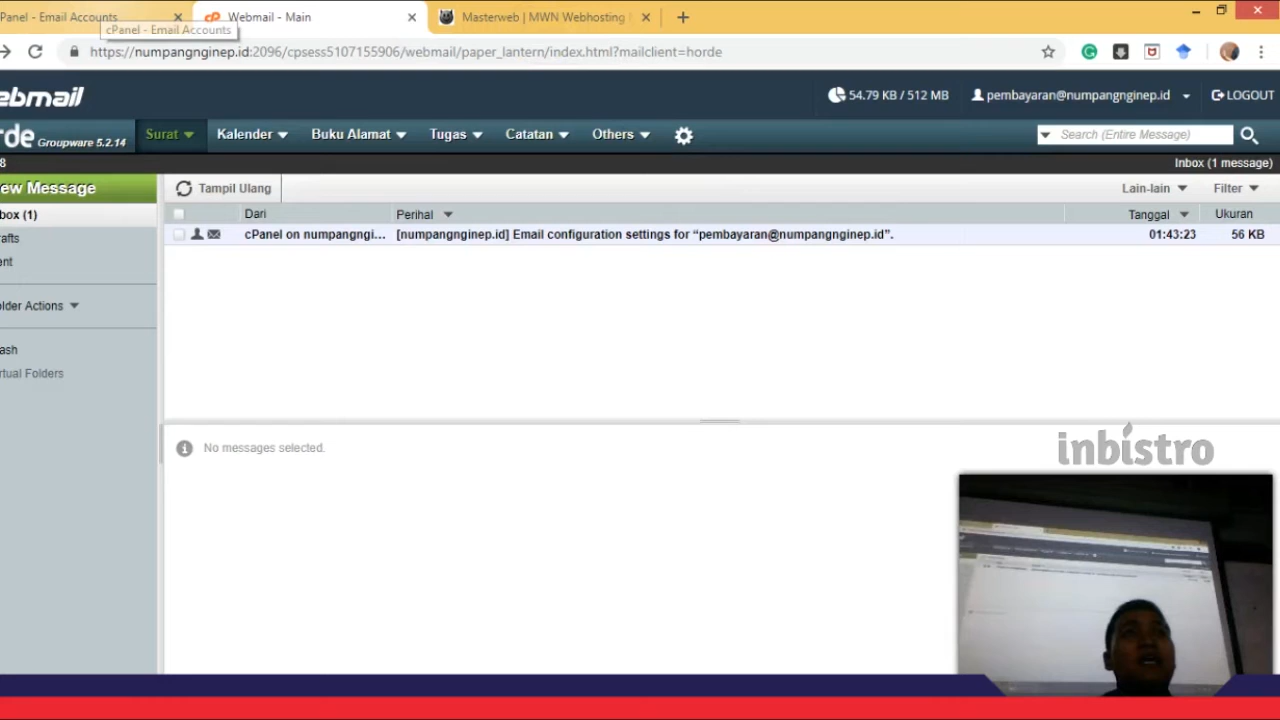 Panel - Email Accounts
Webmail - Main
Masterweb | MWN Webhosting
cPanel - Email Accounts
https://numpangnginep.id:2096/cpsess5107155906/webmail/paper_lantern/index.html?mailclient=horde
ebmail
54.79 KB / 512 MB
pembayaran@numpangnginep.id
LOGOUT
rde Groupware 5.2.14
Surat
Kalender
Buku Alamat
Tugas
Catatan
Others
Search (Entire Message)
8
Inbox (1 message)
ew Message
Tampil Ulang
Lain-lain
Filter
box (1)
Dari
Perihal
Tanggal
Ukuran
cPanel on numpangngi...
[numpangnginep.id] Email configuration settings for “pembayaran@numpangnginep.id”.
01:43:23
56 KB
rafts
ent
older Actions
ash
rtual Folders
No messages selected.
inbistro